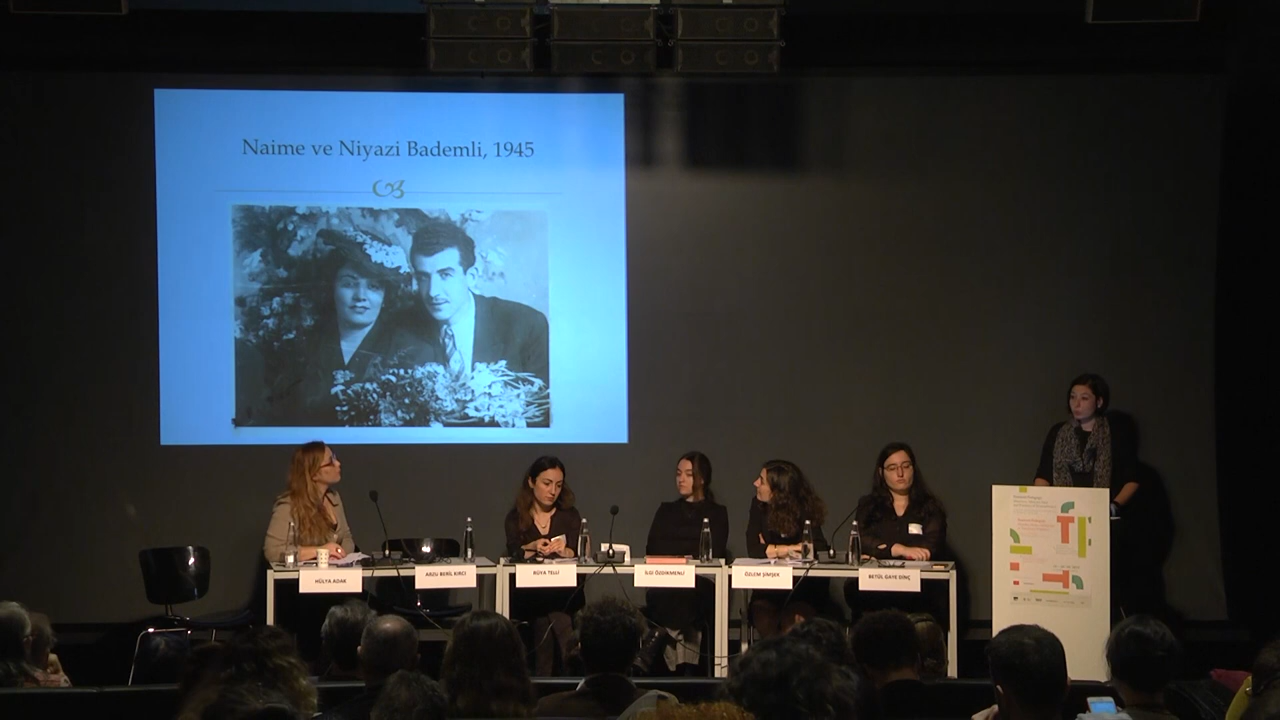 Naime ve Niyazi Bademli, 1945
HÜLYA ADAK
ARZU BERİL KIRCI
RÜYA TELLİ
İLGİ ÖZDİKMENLİ
ÖZLEM ŞİMŞEK
BETÜL GAYE DİNÇ